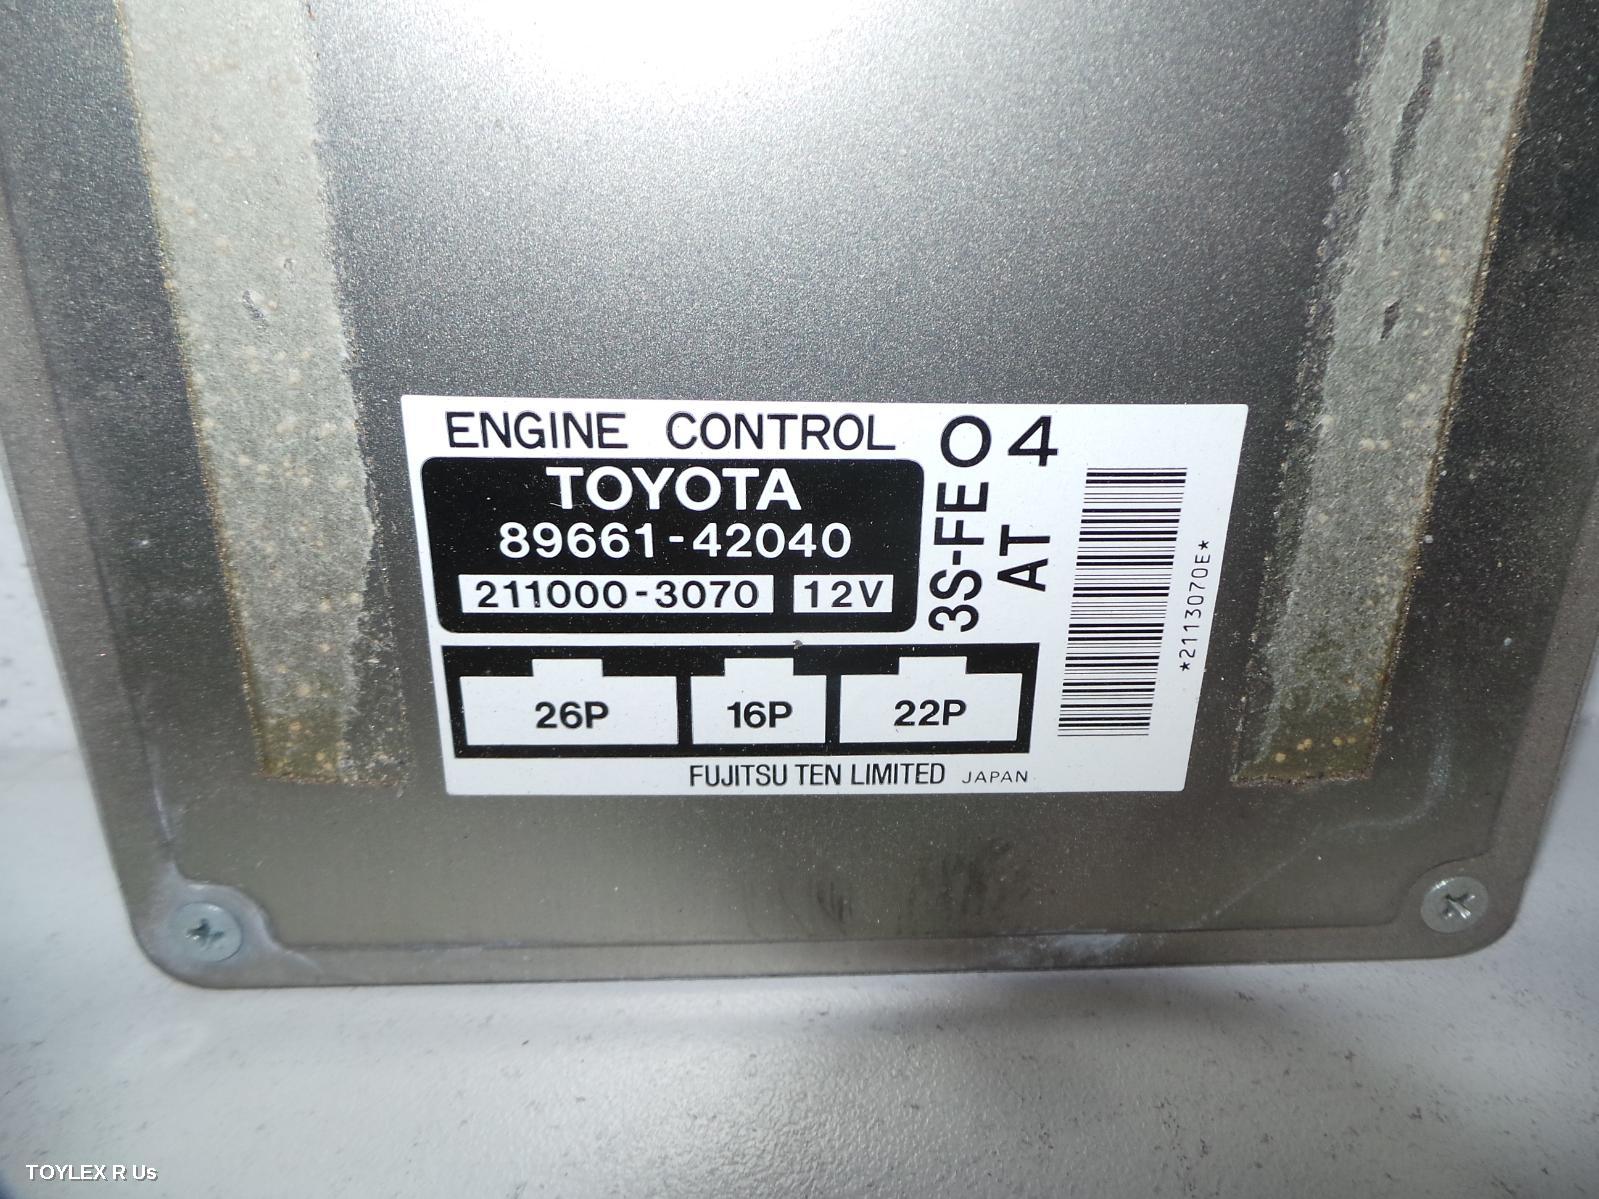 ENGINE CONTROL
TOYOTA
89661-42040
211000-3070 12V
3S-FE
AT
04
*2113070E*
26P 16P 22P
FUJITSU TEN LIMITED JAPAN
TOYLEX R Us